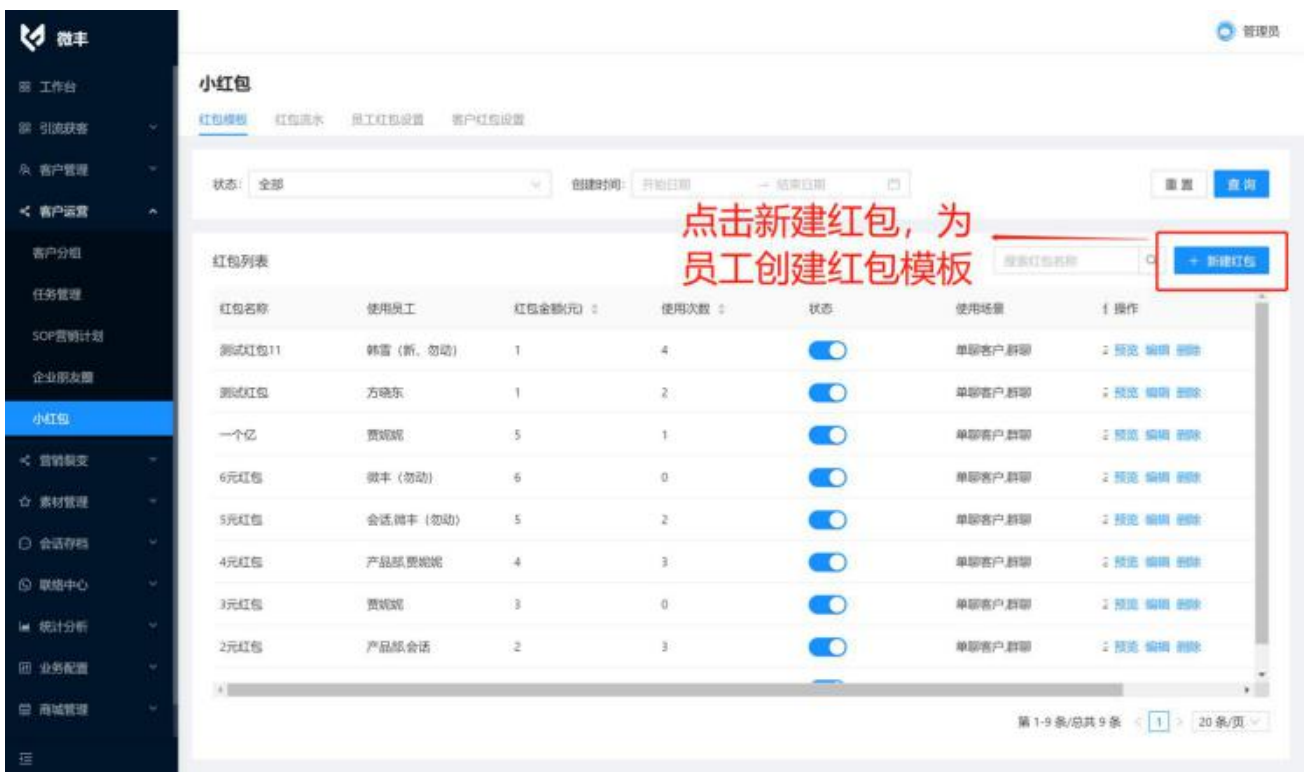 微丰
管理员
工作台
引流获客
客户管理
客户运营
客户分组
任务管理
SOP营销计划
企业朋友圈
小红包
营销裂变
素材管理
会话存档
联络中心
统计分析
业务配置
商城管理
小红包
红包模板 红包流水 员工红包设置 客户红包设置
状态: 全部 创建时间: 开始日期 — 结束日期 重置 查询
点击新建红包，为
员工创建红包模板
红包列表 搜索红包名称 + 新建红包
红包名称 使用员工 红包金额(元) 使用次数 状态 使用场景 操作
测试红包11 韩雪（新、勿动） 1 4 单聊客户,群聊 预览 编辑 删除
测试红包 方晓东 1 2 单聊客户,群聊 预览 编辑 删除
一个亿 贾妮妮 5 1 单聊客户,群聊 预览 编辑 删除
6元红包 微丰（勿动） 6 0 单聊客户,群聊 预览 编辑 删除
5元红包 会话,微丰（勿动） 5 2 单聊客户,群聊 预览 编辑 删除
4元红包 产品部,贾妮妮 4 3 单聊客户,群聊 预览 编辑 删除
3元红包 贾妮妮 3 0 单聊客户,群聊 预览 编辑 删除
2元红包 产品部,会话 2 3 单聊客户,群聊 预览 编辑 删除
第 1-9 条/总共 9 条 < 1 > 20 条/页